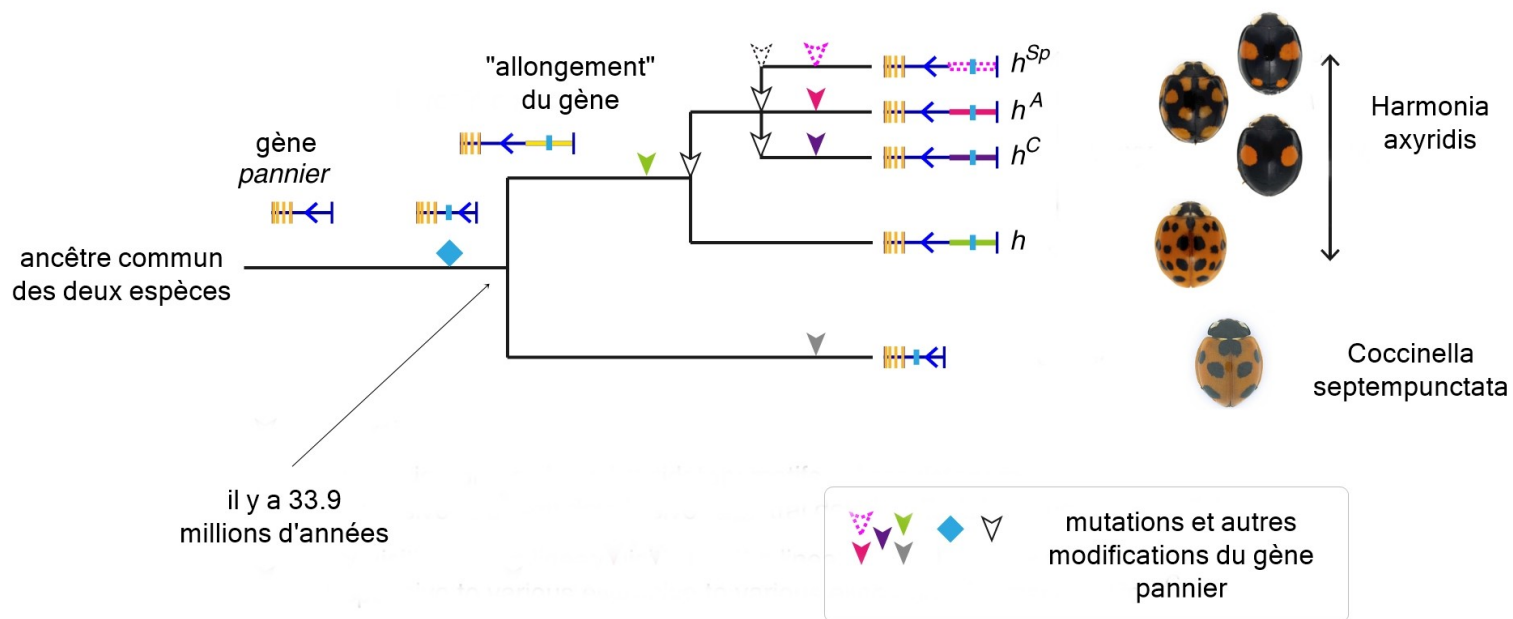 "allongement"
du gène
gène
pannier
ancêtre commun
des deux espèces
il y a 33.9
millions d'années
h^Sp
h^A
h^C
h
Harmonia
axyridis
Coccinella
septempunctata
mutations et autres
modifications du gène
pannier